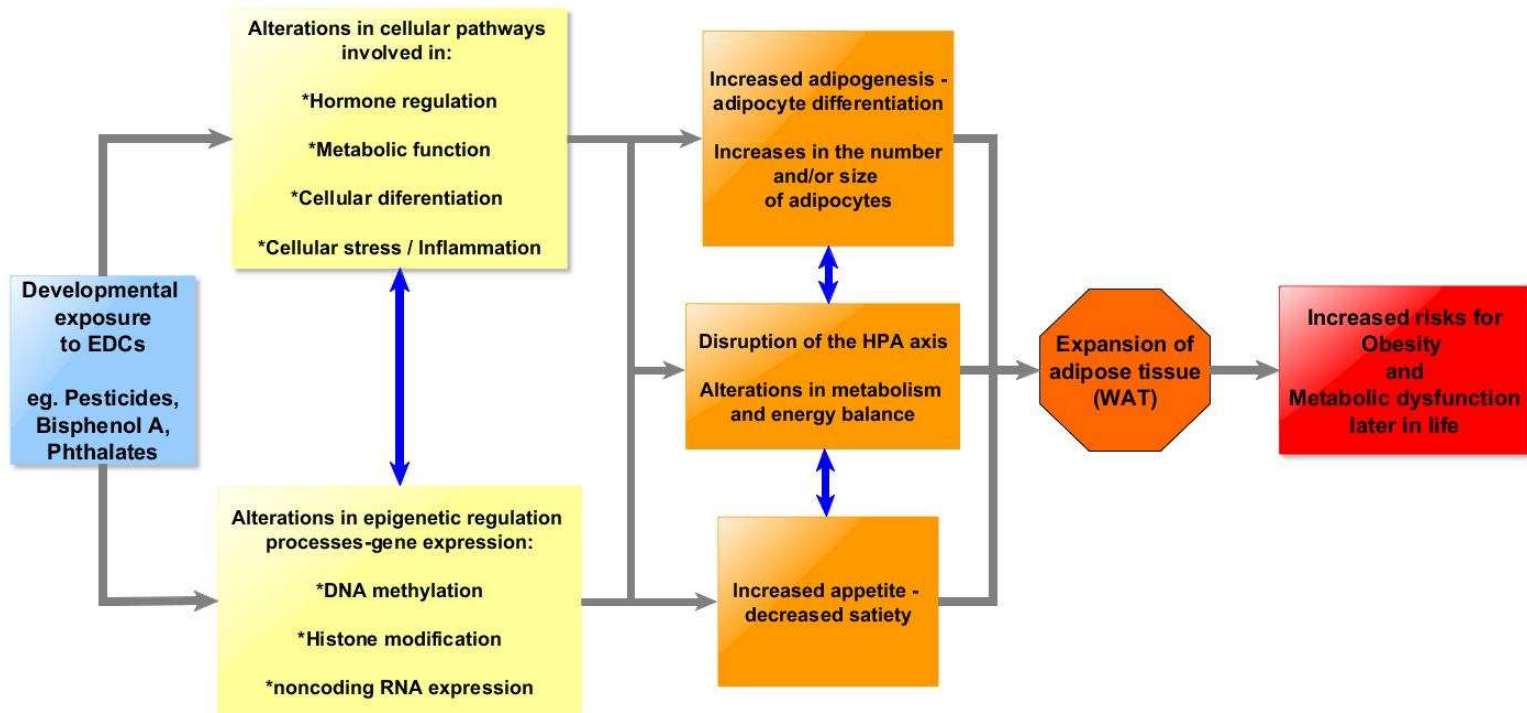 Developmental
exposure
to EDCs
eg. Pesticides,
Bisphenol A,
Phthalates
Alterations in cellular pathways
involved in:
*Hormone regulation
*Metabolic function
*Cellular diferentiation
*Cellular stress / Inflammation
Alterations in epigenetic regulation
processes-gene expression:
*DNA methylation
*Histone modification
*noncoding RNA expression
Increased adipogenesis -
adipocyte differentiation
Increases in the number
and/or size
of adipocytes
Disruption of the HPA axis
Alterations in metabolism
and energy balance
Increased appetite -
decreased satiety
Expansion of
adipose tissue
(WAT)
Increased risks for
Obesity
and
Metabolic dysfunction
later in life